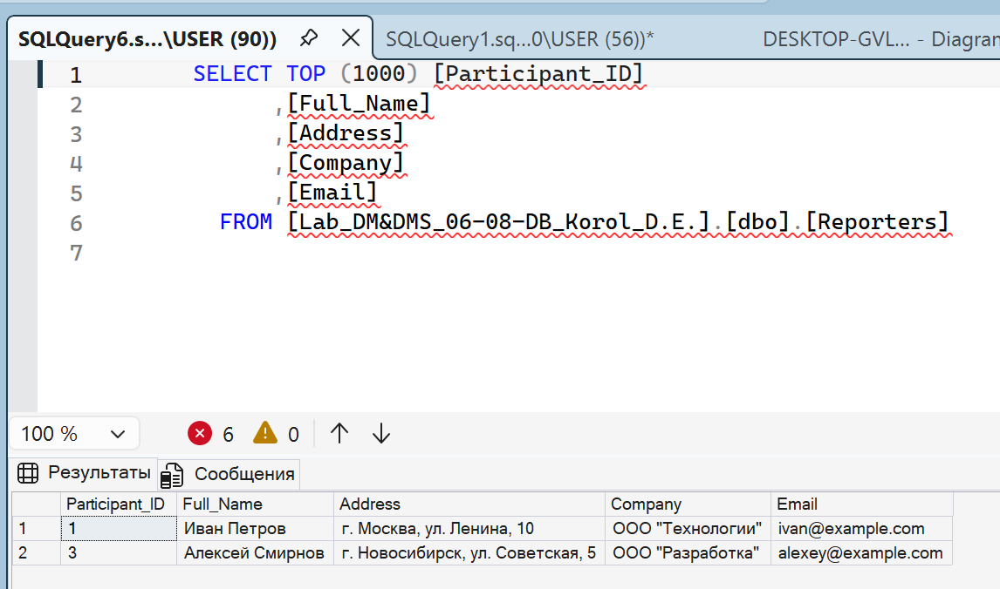 SQLQuery6.s...\USER (90)) SQLQuery1.sq...0\USER (56))* DESKTOP-GVL... - Diagran
1 SELECT TOP (1000) [Participant_ID]
2 ,[Full_Name]
3 ,[Address]
4 ,[Company]
5 ,[Email]
6 FROM [Lab_DM&DMS_06-08-DB_Korol_D.E.].[dbo].[Reporters]
7
100 % 6 0
Результаты Сообщения
Participant_ID Full_Name Address Company Email
1 1 Иван Петров г. Москва, ул. Ленина, 10 ООО "Технологии" ivan@example.com
2 3 Алексей Смирнов г. Новосибирск, ул. Советская, 5 ООО "Разработка" alexey@example.com